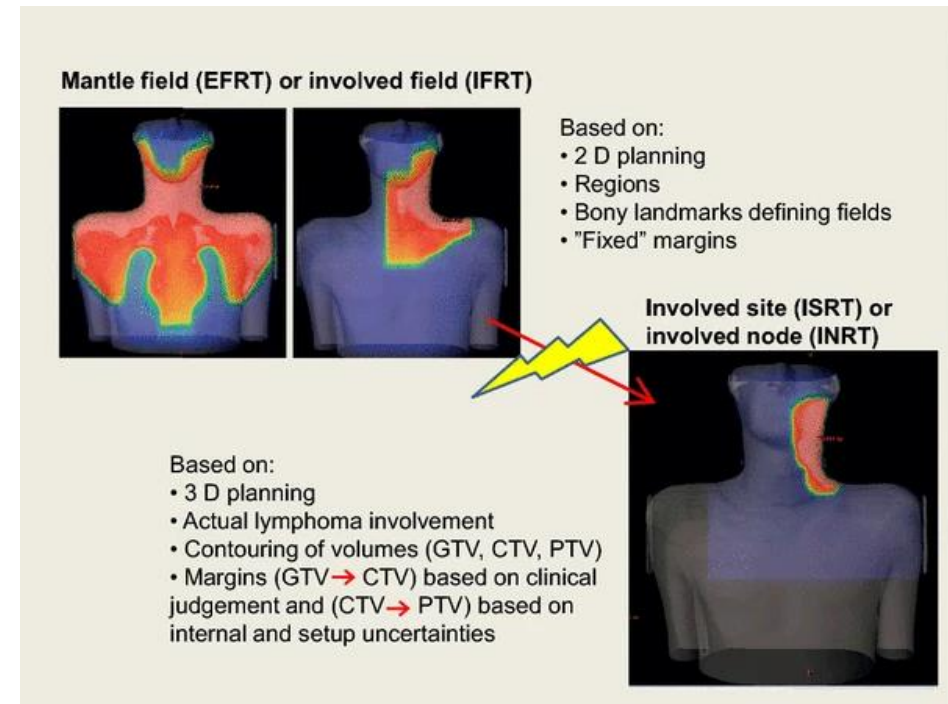 Mantle field (EFRT) or involved field (IFRT)
Based on:
• 2 D planning
• Regions
• Bony landmarks defining fields
• ”Fixed” margins
Involved site (ISRT) or
involved node (INRT)
Based on:
• 3 D planning
• Actual lymphoma involvement
• Contouring of volumes (GTV, CTV, PTV)
• Margins (GTV→ CTV) based on clinical
judgement and (CTV→ PTV) based on
internal and setup uncertainties